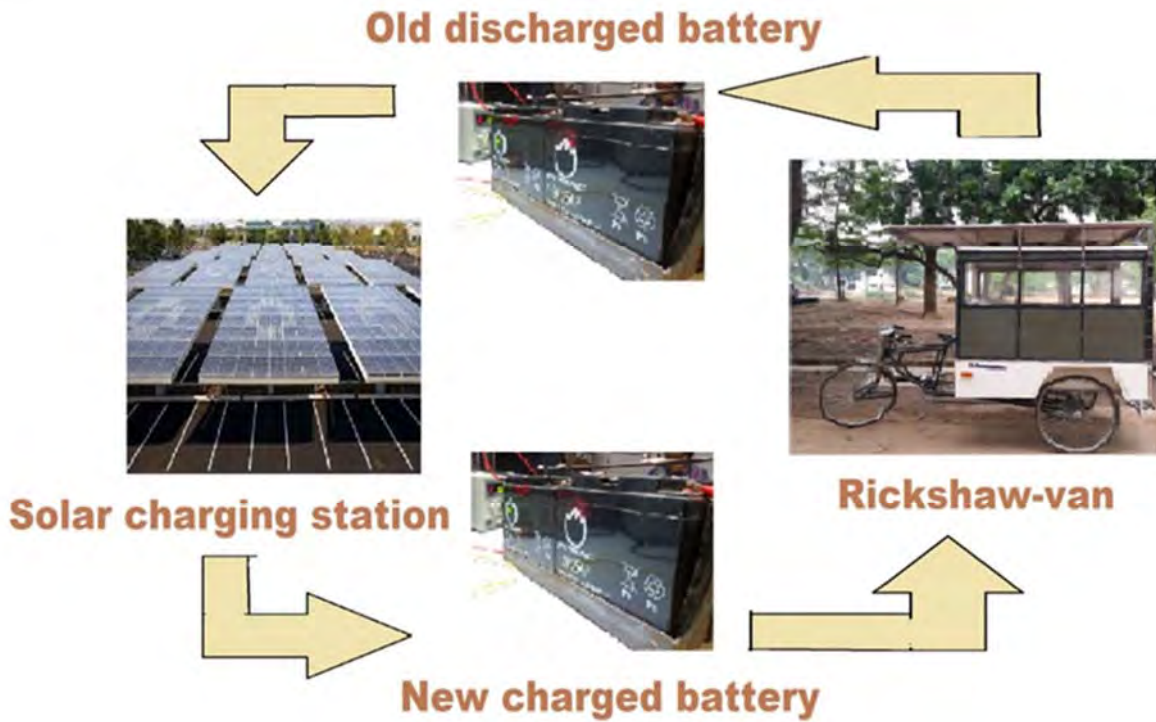 Old discharged battery
Solar charging station
Rickshaw-van
New charged battery